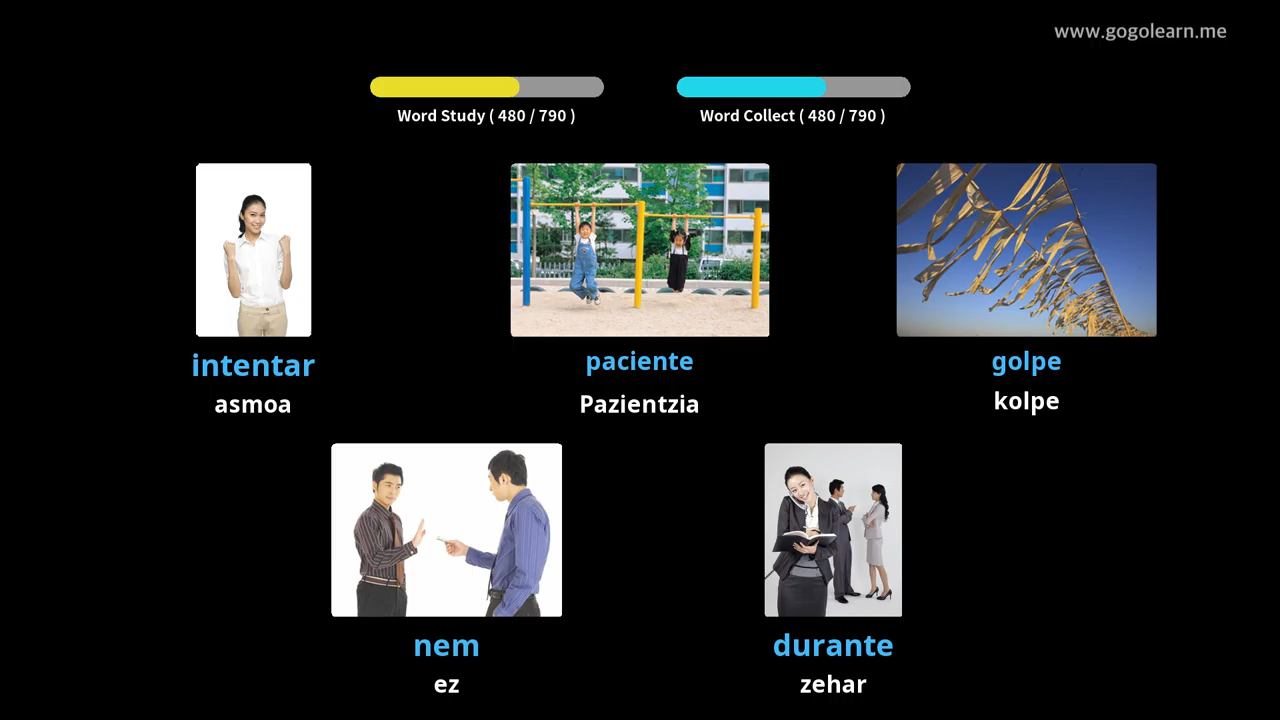 www.gogolearn.me
Word Study ( 480 / 790 )
Word Collect ( 480 / 790 )
intentar
asmoa
paciente
Pazientzia
golpe
kolpe
nem
ez
durante
zehar